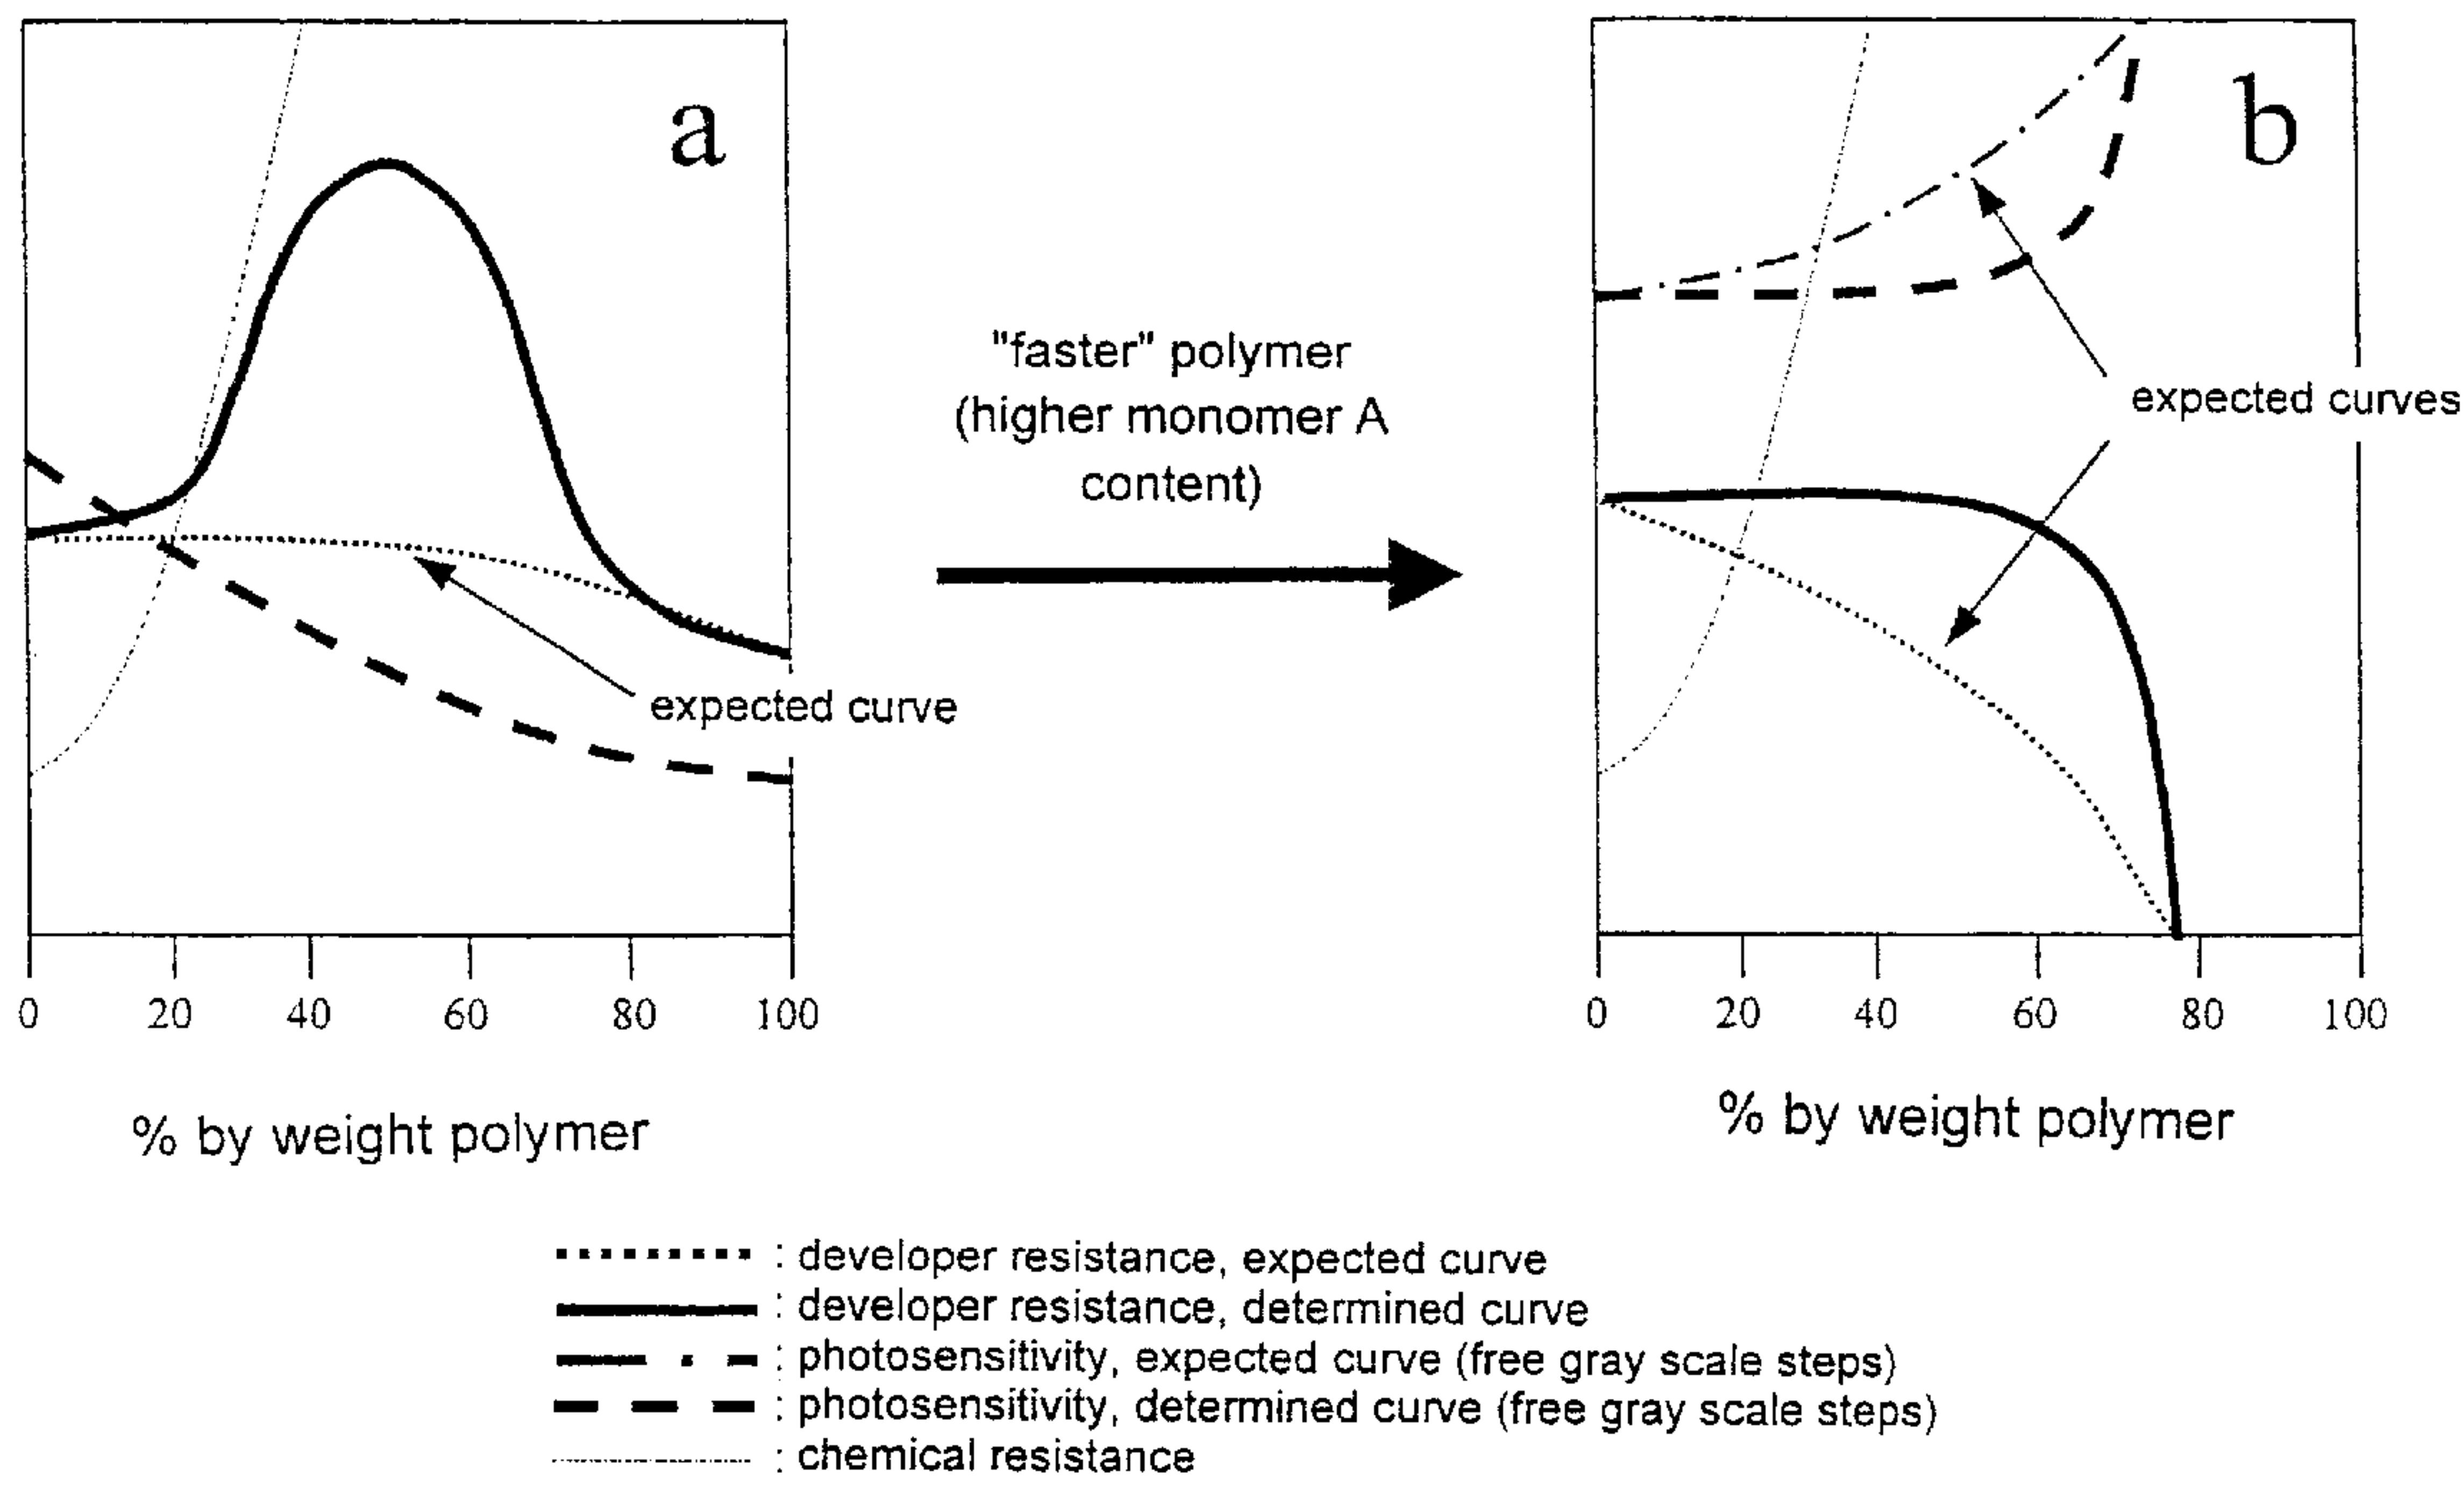 a
b
"faster" polymer
(higher monomer A
content)
expected curves
expected curve
0 20 40 60 80 100
0 20 40 60 80 100
% by weight polymer
% by weight polymer
: developer resistance, expected curve
: developer resistance, determined curve
: photosensitivity, expected curve (free gray scale steps)
: photosensitivity, determined curve (free gray scale steps)
: chemical resistance